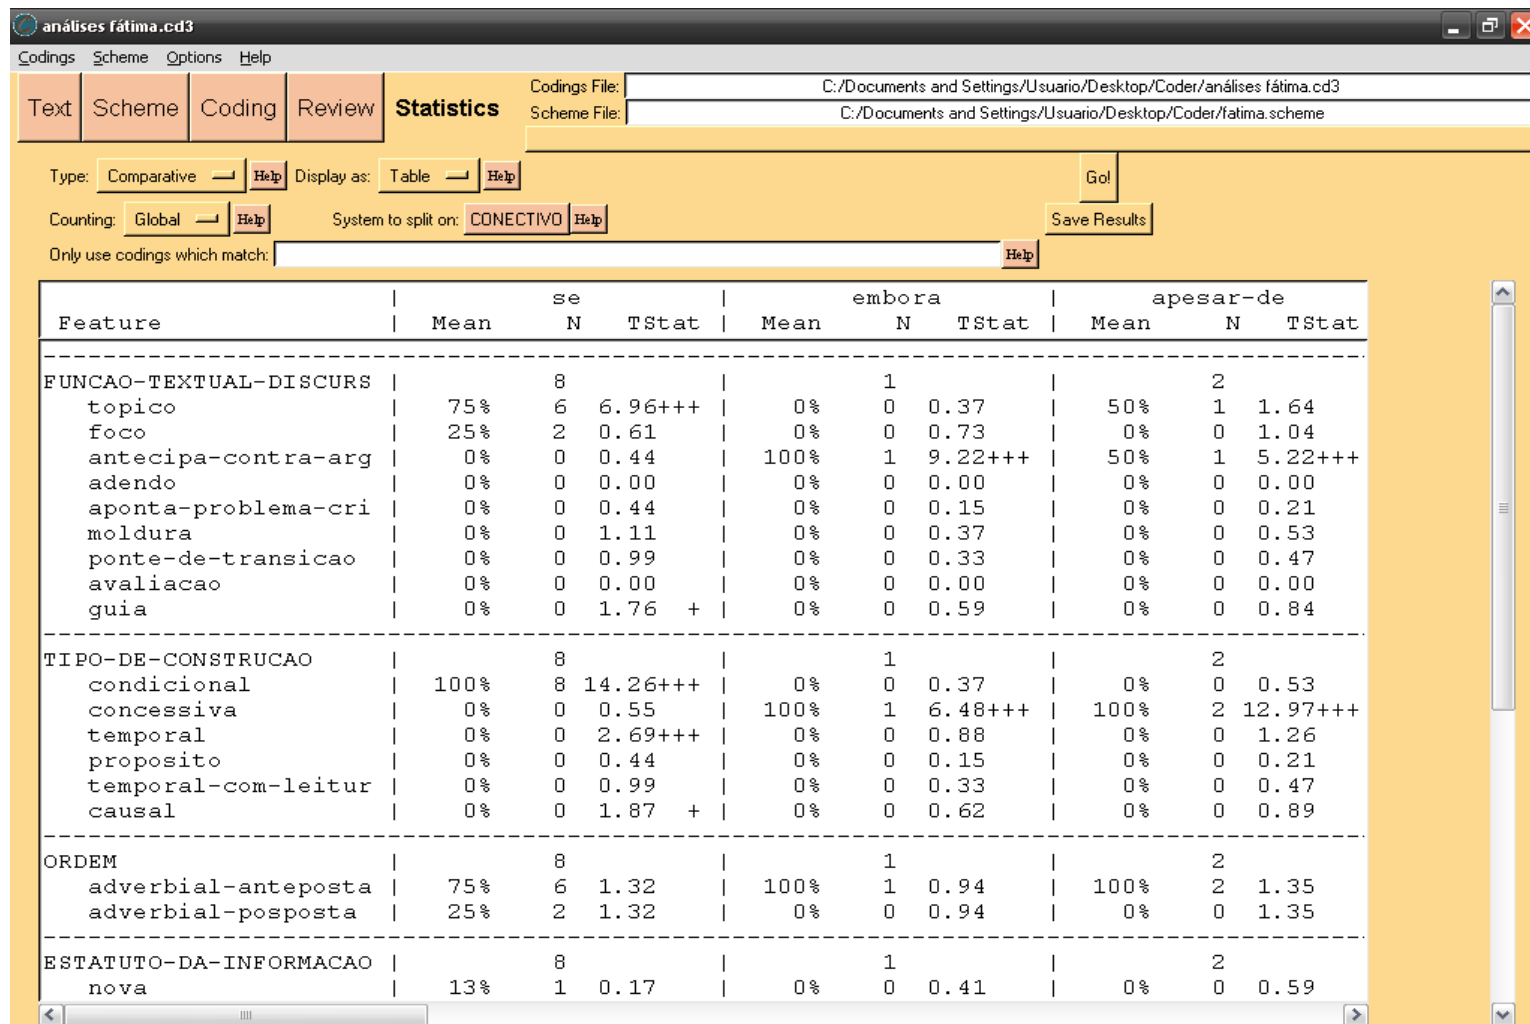 análises fátima.cd3
Codings Scheme Options Help
Text Scheme Coding Review Statistics
Codings File: C:/Documents and Settings/Usuario/Desktop/Coder/análises fátima.cd3
Scheme File: C:/Documents and Settings/Usuario/Desktop/Coder/fatima.scheme
Type: Comparative Help Display as: Table Help Go!
Counting: Global Help System to split on: CONECTIVO Help Save Results
Only use codings which match: Help
| se | embora | apesar-de
Feature | Mean N TStat | Mean N TStat | Mean N TStat
FUNCAO-TEXTUAL-DISCURS | 8 | 1 | 2
topico | 75% 6 6.96+++ | 0% 0 0.37 | 50% 1 1.64
foco | 25% 2 0.61 | 0% 0 0.73 | 0% 0 1.04
antecipa-contra-arg | 0% 0 0.44 | 100% 1 9.22+++ | 50% 1 5.22+++
adendo | 0% 0 0.00 | 0% 0 0.00 | 0% 0 0.00
aponta-problema-cri | 0% 0 0.44 | 0% 0 0.15 | 0% 0 0.21
moldura | 0% 0 1.11 | 0% 0 0.37 | 0% 0 0.53
ponte-de-transicao | 0% 0 0.99 | 0% 0 0.33 | 0% 0 0.47
avaliacao | 0% 0 0.00 | 0% 0 0.00 | 0% 0 0.00
guia | 0% 0 1.76 + | 0% 0 0.59 | 0% 0 0.84
TIPO-DE-CONSTRUCAO | 8 | 1 | 2
condicional | 100% 8 14.26+++ | 0% 0 0.37 | 0% 0 0.53
concessiva | 0% 0 0.55 | 100% 1 6.48+++ | 100% 2 12.97+++
temporal | 0% 0 2.69+++ | 0% 0 0.88 | 0% 0 1.26
proposito | 0% 0 0.44 | 0% 0 0.15 | 0% 0 0.21
temporal-com-leitur | 0% 0 0.99 | 0% 0 0.33 | 0% 0 0.47
causal | 0% 0 1.87 + | 0% 0 0.62 | 0% 0 0.89
ORDEM | 8 | 1 | 2
adverbial-anteposta | 75% 6 1.32 | 100% 1 0.94 | 100% 2 1.35
adverbial-posposta | 25% 2 1.32 | 0% 0 0.94 | 0% 0 1.35
ESTATUTO-DA-INFORMACAO | 8 | 1 | 2
nova | 13% 1 0.17 | 0% 0 0.41 | 0% 0 0.59